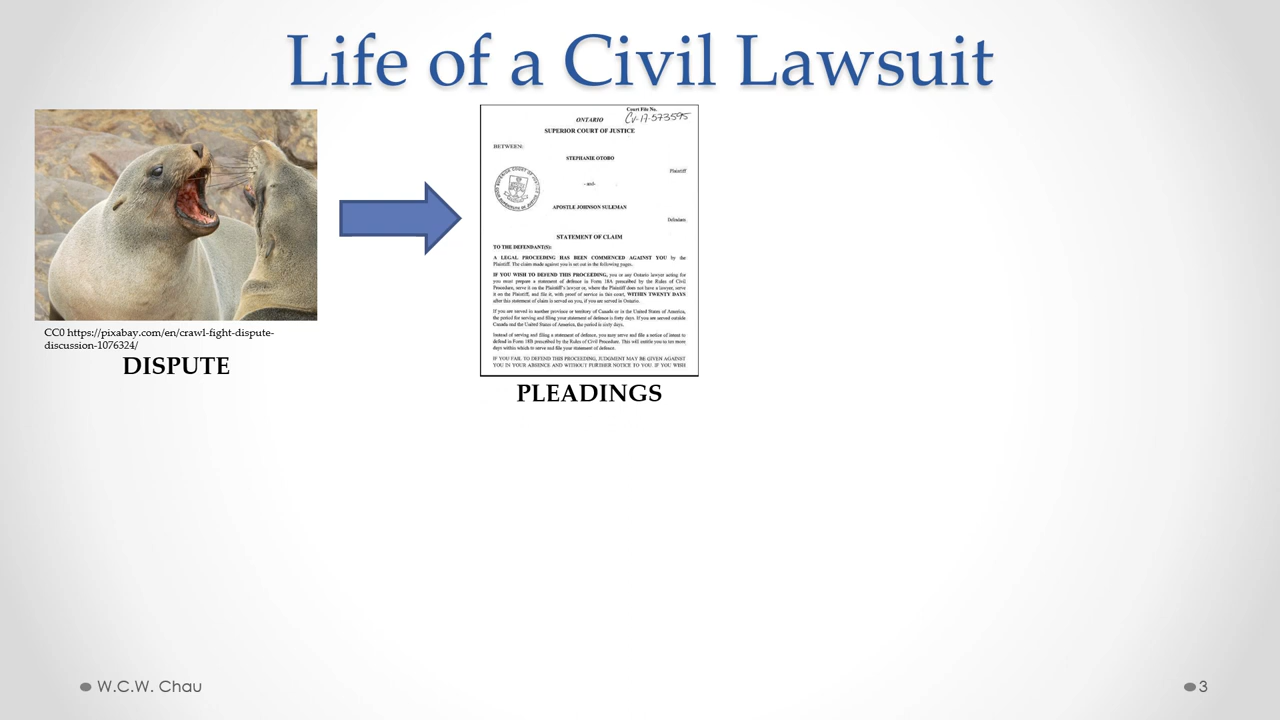 Life of a Civil Lawsuit
CC0 https://pixabay.com/en/crawl-fight-dispute-
discussion-1076324/
DISPUTE
Court File No.
CV-17-573595
ONTARIO
SUPERIOR COURT OF JUSTICE
BETWEEN:
STEPHANIE OTOBO
Plaintiff
- and-
APOSTLE JOHNSON SULEMAN
Defendant
STATEMENT OF CLAIM
TO THE DEFENDANT(S):
A LEGAL PROCEEDING HAS BEEN COMMENCED AGAINST YOU by the
Plaintiff. The claim made against you is set out in the following pages.
IF YOU WISH TO DEFEND THIS PROCEEDING, you or any Ontario lawyer acting for
you must prepare a statement of defence in Form 18A prescribed by the Rules of Civil
Procedure, serve it on the Plaintiff's lawyer or, where the Plaintiff does not have a lawyer, serve
it on the Plaintiff, and file it, with proof of service in this court, WITHIN TWENTY DAYS
after this statement of claim is served on you, if you are served in Ontario.
If you are served in another province or territory of Canada or in the United States of America,
the period for serving and filing your statement of defence is forty days. If you are served outside
Canada and the United States of America, the period is sixty days.
Instead of serving and filing a statement of defence, you may serve and file a notice of intent to
defend in Form 18B prescribed by the Rules of Civil Procedure. This will entitle you to ten more
days within which to serve and file your statement of defence.
IF YOU FAIL TO DEFEND THIS PROCEEDING, JUDGMENT MAY BE GIVEN AGAINST
YOU IN YOUR ABSENCE AND WITHOUT FURTHER NOTICE TO YOU. IF YOU WISH
PLEADINGS
W.C.W. Chau
3